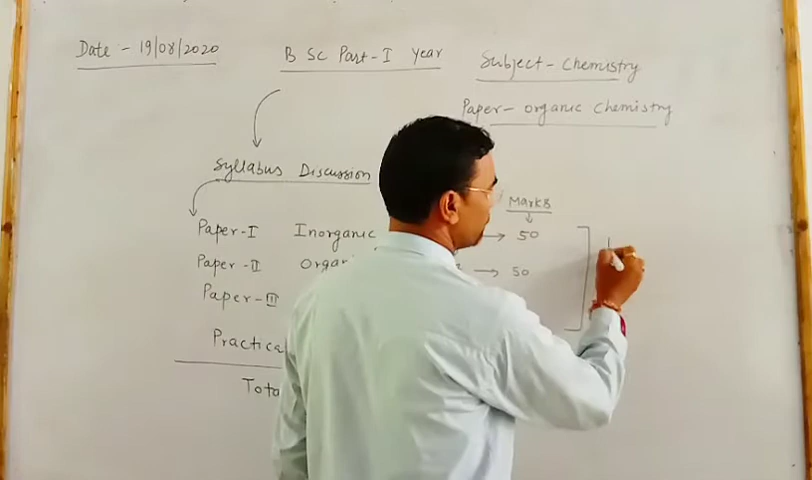 Date :- 19/08/2020
B Sc Part-I Year
Subject - Chemistry
Paper - organic Chemistry
Syllabus Discussion
Marks
Paper-I Inorganic → 50
Paper-II → 50
Paper-III